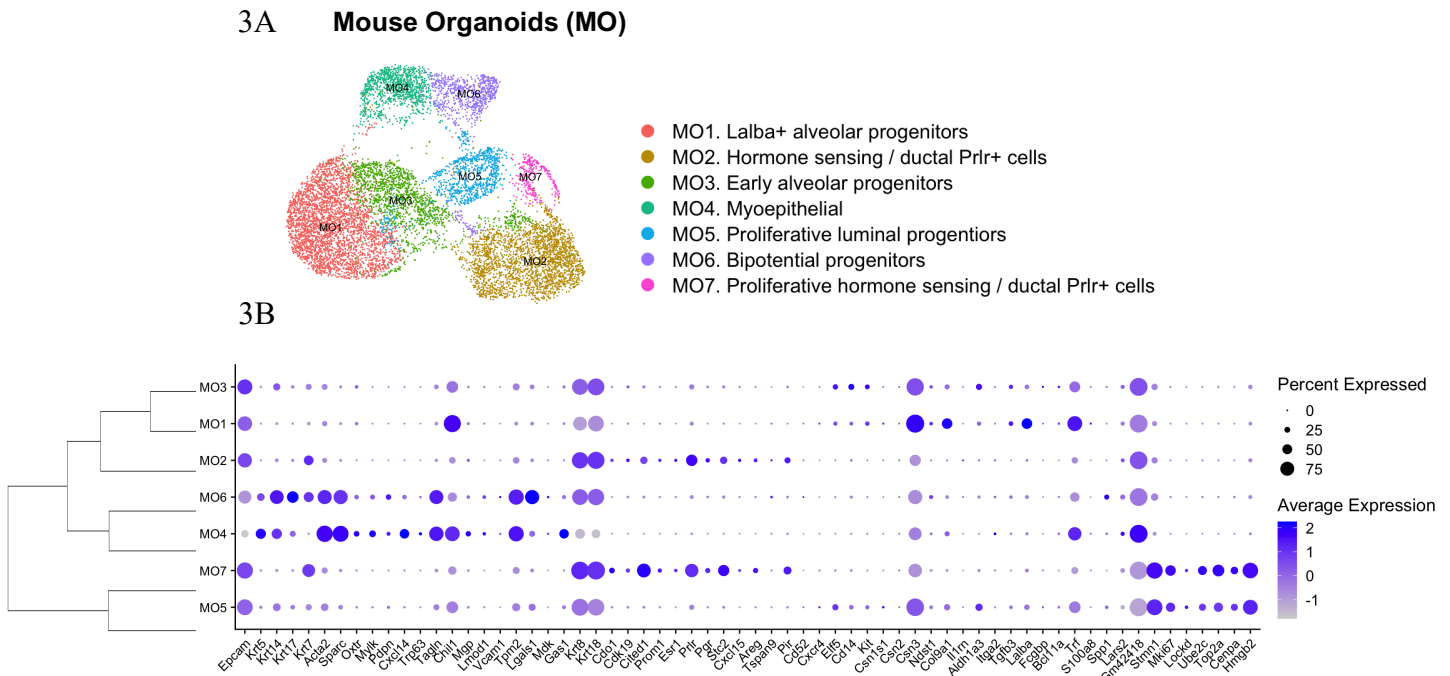 3A Mouse Organoids (MO)
MO4
MO6
MO5
MO7
MO3
MO1
MO2
MO1. Lalba+ alveolar progenitors
MO2. Hormone sensing / ductal Prlr+ cells
MO3. Early alveolar progenitors
MO4. Myoepithelial
MO5. Proliferative luminal progentiors
MO6. Bipotential progenitors
MO7. Proliferative hormone sensing / ductal Prlr+ cells
3B
MO3
MO1
MO2
MO6
MO4
MO7
MO5
Epcam
Krt5
Krt14
Krt17
Krt7
Acta2
Sparc
Oxtr
Mylk
Pdpn
Cxcl14
Trp63
Tagln
Chil1
Mgp
Lmod1
Vcam1
Tpm2
Lgals1
Mdk
Gas1
Krt8
Krt18
Cdo1
Cdk19
Cited1
Prom1
Esr1
Prlr
Pgr
Stc2
Cxcl15
Areg
Tspan9
Pir
Cd52
Cxcr4
Elf5
Cd14
Kit
Csn1s1
Csn2
Csn3
Ndst1
Col9a1
Il1rn
Aldh1a3
Itga2
Tgfb3
Lalba
Fcgbp
Bcl11a
Trf
S100a8
Spp1
Lars2
Gm42418
Stmn1
Mki67
Lockd
Ube2c
Top2a
Cenpa
Hmgb2
Percent Expressed
0
25
50
75
Average Expression
2
1
0
-1